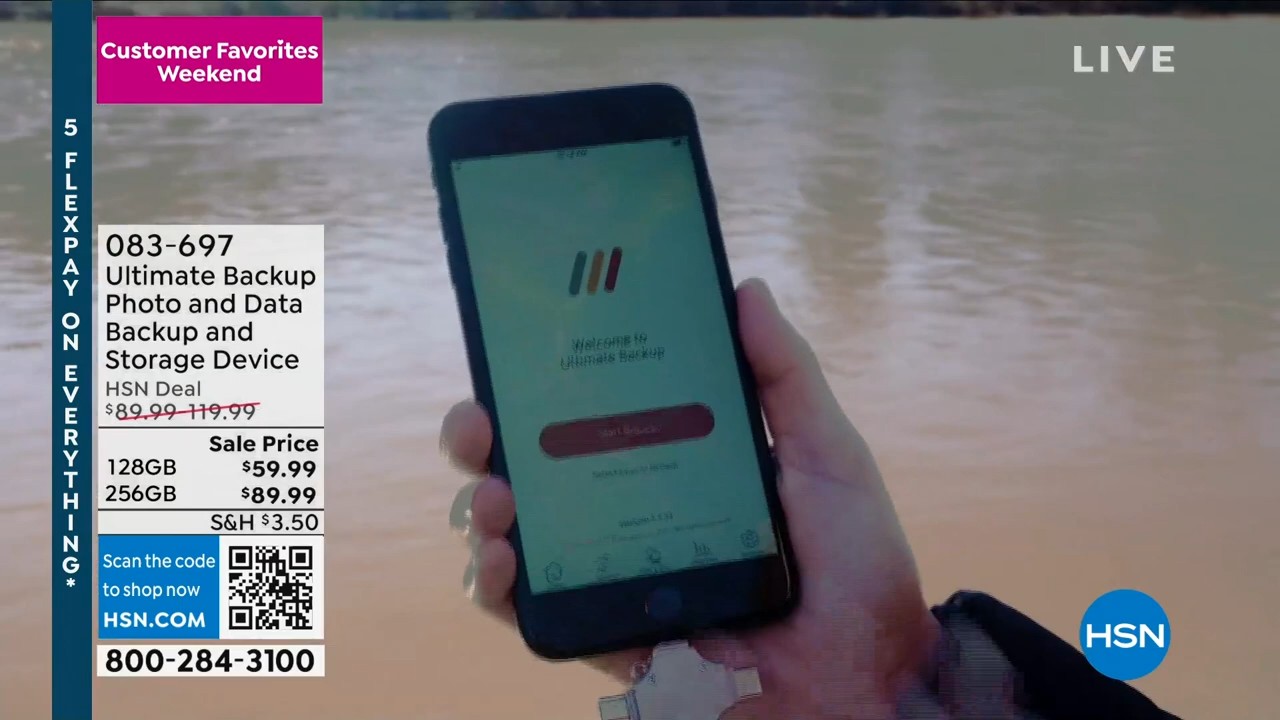 Customer Favorites
Weekend
LIVE
5 FLEXPAY ON EVERYTHING*
083-697
Ultimate Backup
Photo and Data
Backup and
Storage Device
HSN Deal
$89.99-119.99
Sale Price
128GB $59.99
256GB $89.99
S&H $3.50
Scan the code
to shop now
HSN.COM
800-284-3100
Welcome to
Ultimate Backup
HSN